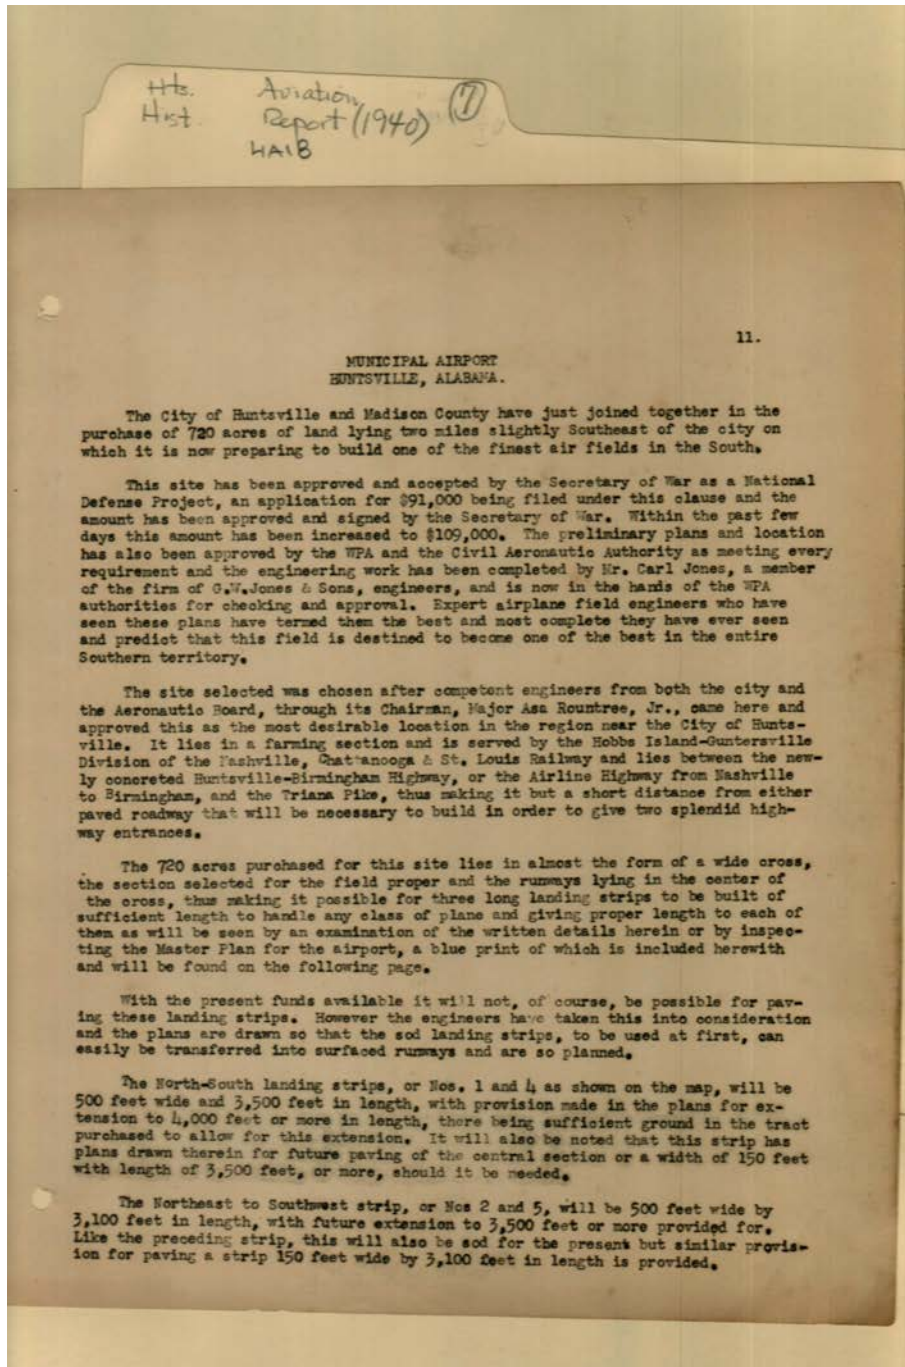 Hts. Aviation (7)
Hist. Report (1940)
HAIB
11.
MUNICIPAL AIRPORT
HUNTSVILLE, ALABAMA.
The City of Huntsville and Madison County have just joined together in the
purchase of 720 acres of land lying two miles slightly Southeast of the city on
which it is now preparing to build one of the finest air fields in the South.
This site has been approved and accepted by the Secretary of War as a National
Defense Project, an application for $91,000 being filed under this clause and the
amount has been approved and signed by the Secretary of War. Within the past few
days this amount has been increased to $109,000. The preliminary plans and location
has also been approved by the WPA and the Civil Aeronautic Authority as meeting every
requirement and the engineering work has been completed by Mr. Carl Jones, a member
of the firm of G.W.Jones & Sons, engineers, and is now in the hands of the WPA
authorities for checking and approval. Expert airplane field engineers who have
seen these plans have termed them the best and most complete they have ever seen
and predict that this field is destined to become one of the best in the entire
Southern territory.
The site selected was chosen after competent engineers from both the city and
the Aeronautic Board, through its Chairman, Major Asa Rountree, Jr., came here and
approved this as the most desirable location in the region near the City of Hunts-
ville. It lies in a farming section and is served by the Hobbs Island-Guntersville
Division of the Nashville, Chattanooga & St. Louis Railway and lies between the new-
ly concreted Huntsville-Birmingham Highway, or the Airline Highway from Nashville
to Birmingham, and the Triana Pike, thus making it but a short distance from either
paved roadway that will be necessary to build in order to give two splendid high-
way entrances.
The 720 acres purchased for this site lies in almost the form of a wide cross,
the section selected for the field proper and the runways lying in the center of
the cross, thus making it possible for three long landing strips to be built of
sufficient length to handle any class of plane and giving proper length to each of
them as will be seen by an examination of the written details herein or by inspec-
ting the Master Plan for the airport, a blue print of which is included herewith
and will be found on the following page.
With the present funds available it will not, of course, be possible for pav-
ing these landing strips. However the engineers have taken this into consideration
and the plans are drawn so that the sod landing strips, to be used at first, can
easily be transferred into surfaced runways and are so planned.
The North-South landing strips, or Nos. 1 and 4 as shown on the map, will be
500 feet wide and 3,500 feet in length, with provision made in the plans for ex-
tension to 4,000 feet or more in length, there being sufficient ground in the tract
purchased to allow for this extension. It will also be noted that this strip has
plans drawn therein for future paving of the central section or a width of 150 feet
with length of 3,500 feet, or more, should it be needed.
The Northeast to Southwest strip, or Nos 2 and 5, will be 500 feet wide by
3,100 feet in length, with future extension to 3,500 feet or more provided for.
Like the preceding strip, this will also be sod for the present but similar provis-
ion for paving a strip 150 feet wide by 3,100 feet in length is provided.